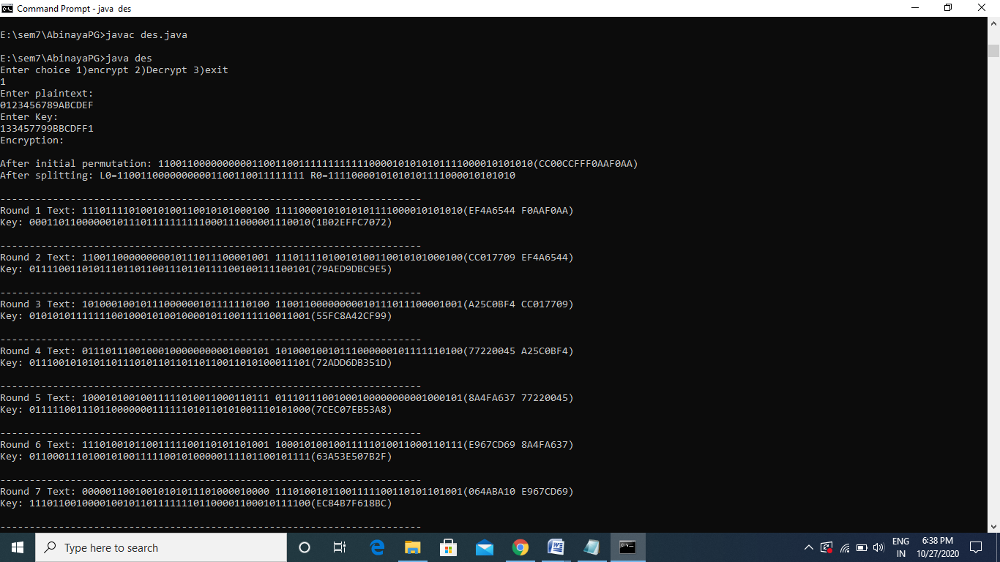 Command Prompt - java  des
E:\sem7\AbinayaPG>javac des.java
E:\sem7\AbinayaPG>java des
Enter choice 1)encrypt 2)Decrypt 3)exit
1
Enter plaintext:
0123456789ABCDEF
Enter Key:
133457799BBCDFF1
Encryption:
After initial permutation: 1100110000000000110011001111111111110000101010101111000010101010(CC00CCFFF0AAF0AA)
After splitting: L0=11001100000000001100110011111111 R0=11110000101010101111000010101010
------------------------------------------------------------------------
Round 1 Text: 11101111010010100110010101000100 11110000101010101111000010101010(EF4A6544 F0AAF0AA)
Key: 000110110000001011101111111111000111000001110010(1B02EFFC7072)
------------------------------------------------------------------------
Round 2 Text: 11001100000000010111011100001001 11101111010010100110010101000100(CC017709 EF4A6544)
Key: 011110011010111011011001110110111100100111100101(79AED9DBC9E5)
------------------------------------------------------------------------
Round 3 Text: 10100010010111000000101111110100 11001100000000010111011100001001(A25C0BF4 CC017709)
Key: 010101011111110010001010010000101100111110011001(55FC8A42CF99)
------------------------------------------------------------------------
Round 4 Text: 01110111001000100000000001000101 10100010010111000000101111110100(77220045 A25C0BF4)
Key: 011100101010110111010110110110110011010100011101(72ADD6DB351D)
------------------------------------------------------------------------
Round 5 Text: 10001010010011111010011000110111 01110111001000100000000001000101(8A4FA637 77220045)
Key: 011111001110110000000111111010110101001110101000(7CEC07EB53A8)
------------------------------------------------------------------------
Round 6 Text: 11101001011001111100110101101001 10001010010011111010011000110111(E967CD69 8A4FA637)
Key: 011000111010010100111110010100000111101100101111(63A53E507B2F)
------------------------------------------------------------------------
Round 7 Text: 00000110010010101011101000010000 11101001011001111100110101101001(064ABA10 E967CD69)
Key: 111011001000010010110111111101100001100010111100(EC84B7F618BC)
------------------------------------------------------------------------
Type here to search
ENG
IN
6:38 PM
10/27/2020